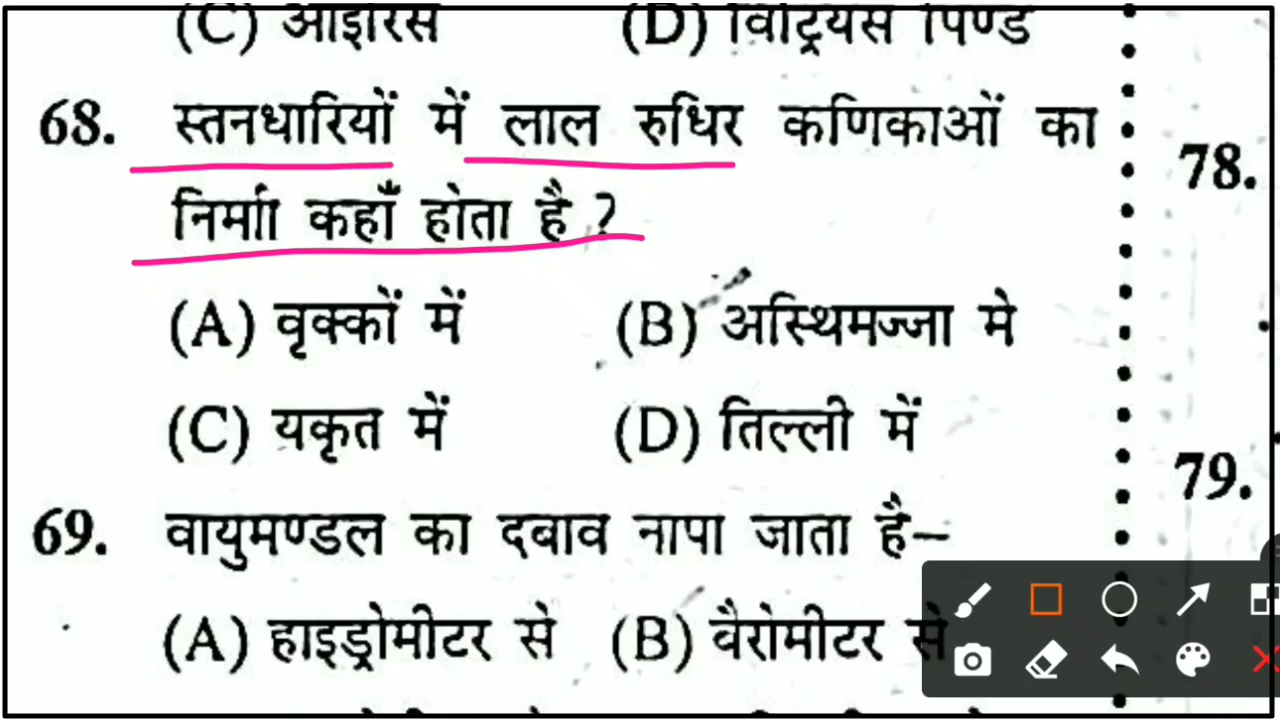 (C) आइरिस (D) विट्रियस पिण्ड
68. स्तनधारियों में लाल रुधिर कणिकाओं का
निर्माा कहाँ होता है ?
(A) वृक्कों में (B) अस्थिमज्जा मे
(C) यकृत में (D) तिल्ली में
69. वायुमण्डल का दबाव नापा जाता है–
(A) हाइड्रोमीटर से (B) बैरोमीटर से
78.
79.